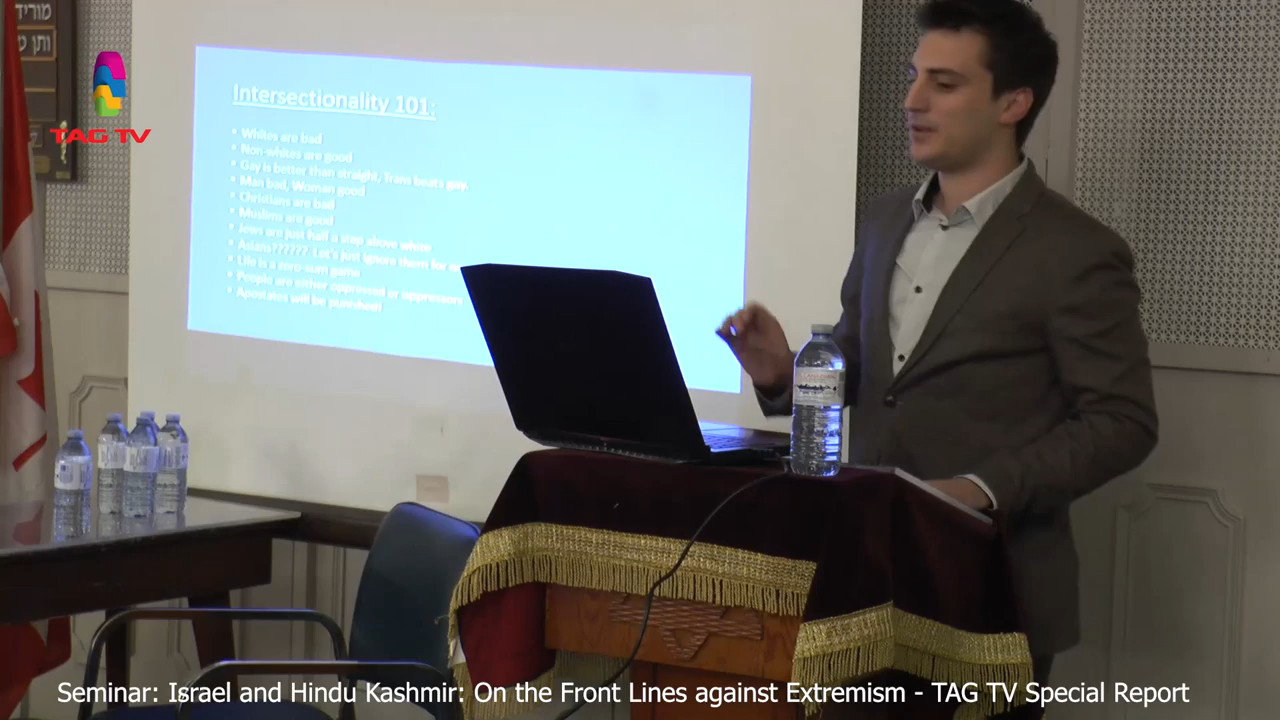 מוריד
ותן ט
TAG TV
Intersectionality 101:
• Whites are bad
• Non-whites are good
• Gay is better than straight, Trans beats gay.
• Man bad, Woman good
• Christians are bad
• Muslims are good
• Jews are just half a step above white
• Asians?????? Let's just ignore them for
• Life is a zero-sum game
• People are either oppressed or oppressors
• Apostates will be punished!
Seminar: Israel and Hindu Kashmir: On the Front Lines against Extremism - TAG TV Special Report